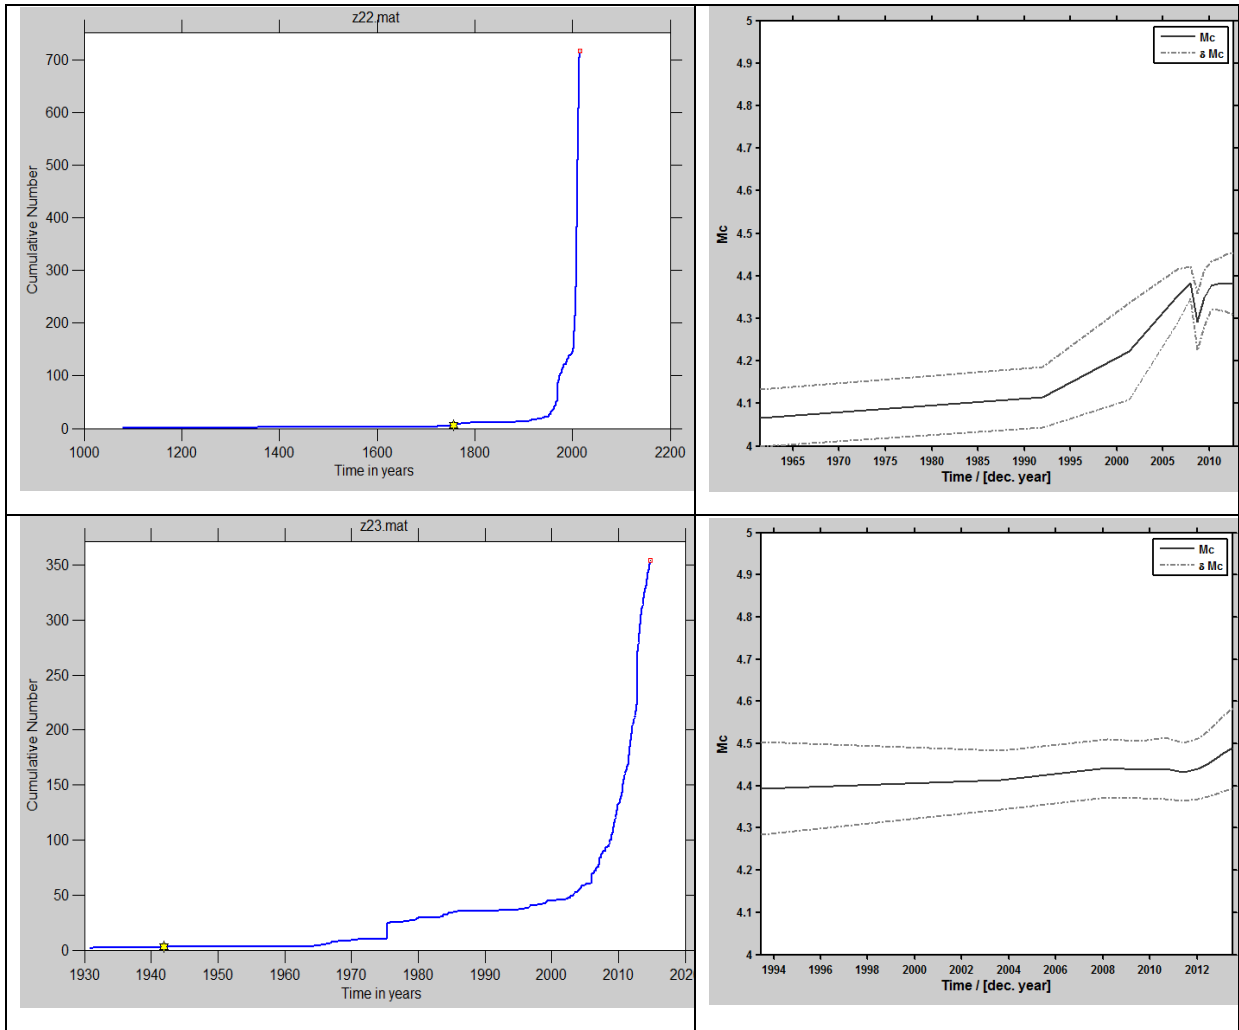 z22.mat
700
600
500
400
300
200
100
0
Cumulative Number
1000 1200 1400 1600 1800 2000 2200
Time in years
5
4.9
4.8
4.7
4.6
4.5
4.4
4.3
4.2
4.1
4
Mc
Mc
δ Mc
1965 1970 1975 1980 1985 1990 1995 2000 2005 2010
Time / [dec. year]
z23.mat
350
300
250
200
150
100
50
0
Cumulative Number
1930 1940 1950 1960 1970 1980 1990 2000 2010 2020
Time in years
5
4.9
4.8
4.7
4.6
4.5
4.4
4.3
4.2
4.1
4
Mc
Mc
δ Mc
1994 1996 1998 2000 2002 2004 2006 2008 2010 2012
Time / [dec. year]